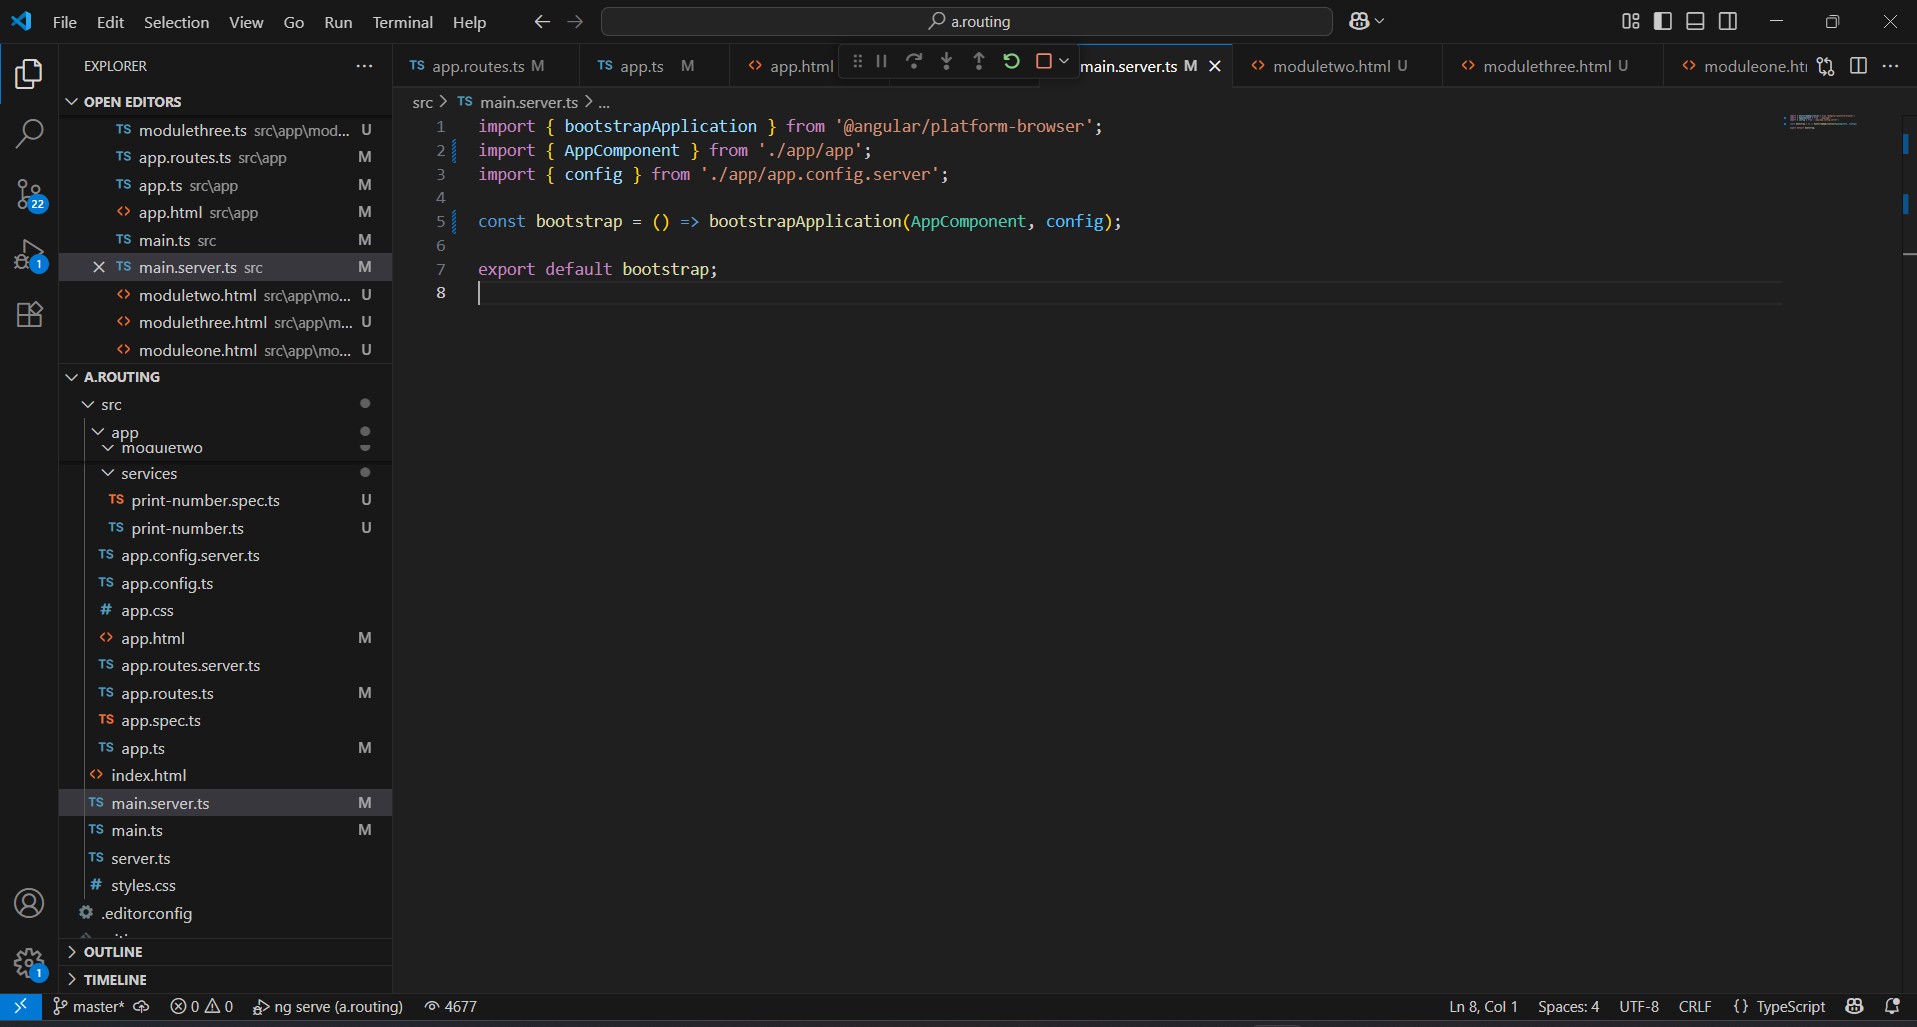 File Edit Selection View Go Run Terminal Help
a.routing
EXPLORER
TS app.routes.ts M
TS app.ts M
<> app.html
main.server.ts M
<> moduletwo.html U
<> modulethree.html U
<> moduleone.ht
OPEN EDITORS
TS modulethree.ts src\app\mod... U
TS app.routes.ts src\app M
TS app.ts src\app M
<> app.html src\app M
TS main.ts src M
TS main.server.ts src M
<> moduletwo.html src\app\mo... U
<> modulethree.html src\app\m... U
<> moduleone.html src\app\mo... U
A.ROUTING
src
app
moduletwo
services
TS print-number.spec.ts U
TS print-number.ts U
TS app.config.server.ts
TS app.config.ts
# app.css
<> app.html M
TS app.routes.server.ts
TS app.routes.ts M
TS app.spec.ts
TS app.ts M
<> index.html
TS main.server.ts M
TS main.ts M
TS server.ts
# styles.css
.editorconfig
OUTLINE
TIMELINE
22
1
1
src > TS main.server.ts > ...
1 import { bootstrapApplication } from '@angular/platform-browser';
2 import { AppComponent } from './app/app';
3 import { config } from './app/app.config.server';
4
5 const bootstrap = () => bootstrapApplication(AppComponent, config);
6
7 export default bootstrap;
8
master* 0 0 ng serve (a.routing) 4677
Ln 8, Col 1 Spaces: 4 UTF-8 CRLF {} TypeScript